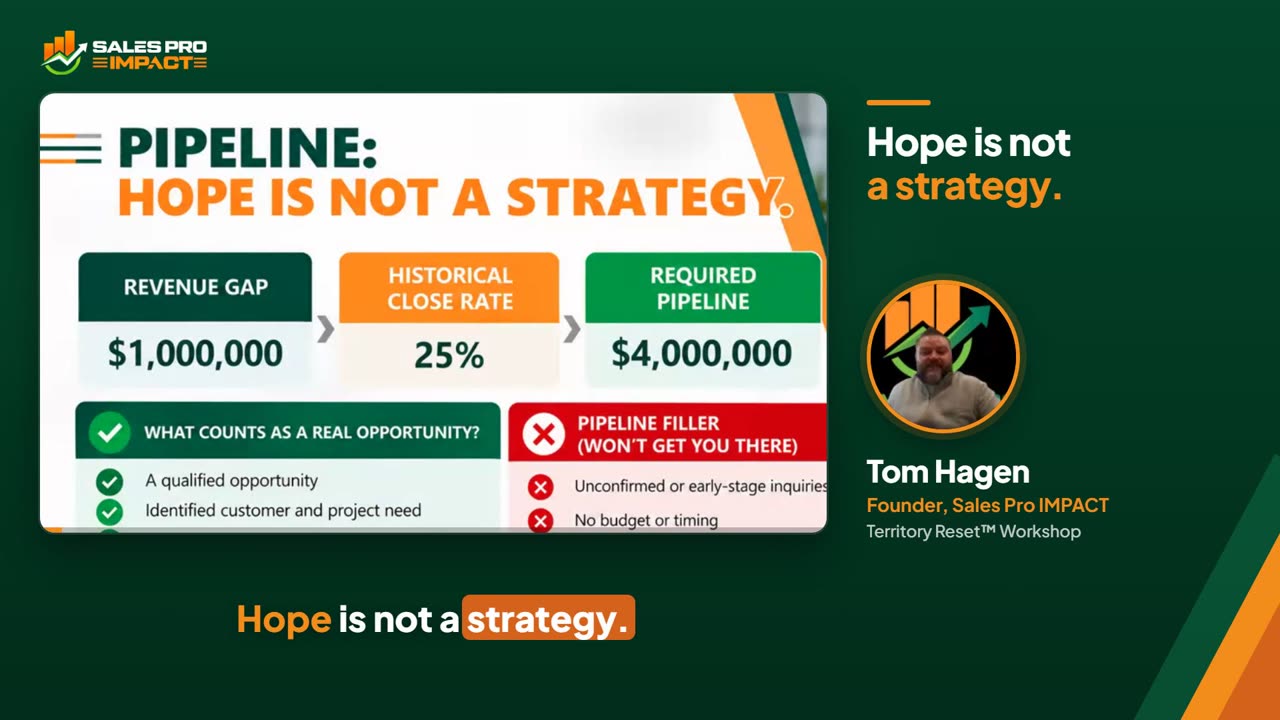 SALES PRO
IMPACT
PIPELINE:
HOPE IS NOT A STRATEGY.
REVENUE GAP
$1,000,000
HISTORICAL
CLOSE RATE
25%
REQUIRED
PIPELINE
$4,000,000
WHAT COUNTS AS A REAL OPPORTUNITY?
A qualified opportunity
Identified customer and project need
PIPELINE FILLER
(WON'T GET YOU THERE)
Unconfirmed or early-stage inquiries
No budget or timing
Hope is not
a strategy.
Tom Hagen
Founder, Sales Pro IMPACT
Territory Reset™ Workshop
Hope is not a strategy.